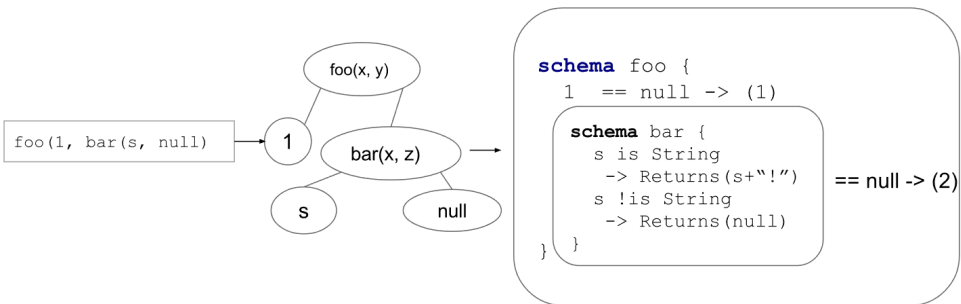 foo(1, bar(s, null)
foo(x, y)
1
bar(x, z)
s
null
schema foo {
1 == null -> (1)
schema bar {
s is String
-> Returns(s+“!”)
s !is String
-> Returns(null)
}
== null -> (2)
}